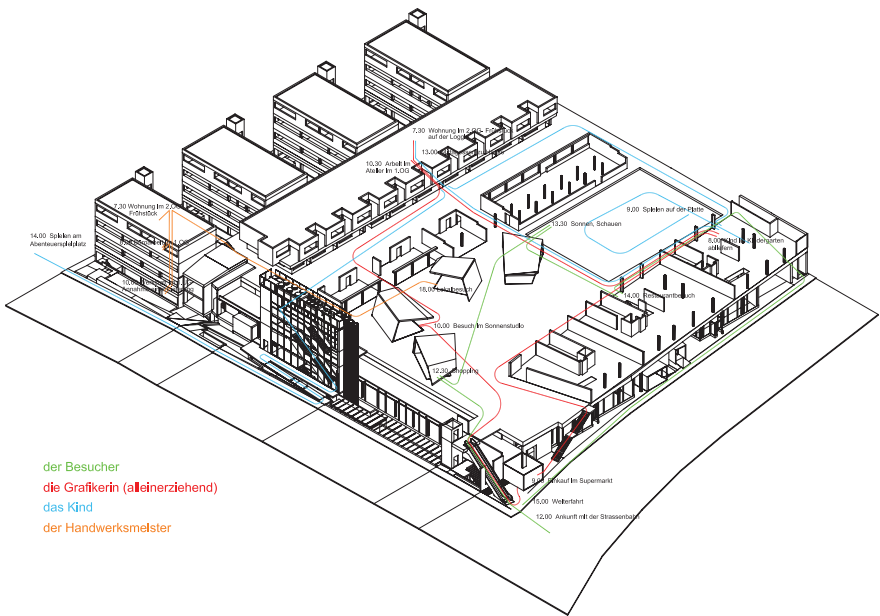 7.30 Wohnung Im 2.OG- Frühstück
auf der Loggia
13.00
10.30 Arbeit Im
Atelier Im 1.OG
7.30 Wohnung Im 2.OG
Frühstück
14.00 Spielen am
Abenteuerspielplatz
9.00 Spielen auf der Platte
13.30 Sonnen, Schauen
8.00 Kind Im Kindergarten
abliefern
18.00 Lokalbesuch
14.00 Restaurantbesuch
10.00 Besuch Im Sonnenstudio
12.30 Shopping
9.00 Einkauf Im Supermarkt
15.00 Weiterfahrt
12.00 Ankunft mit der Strassenbahn
der Besucher
die Grafikerin (alleinerziehend)
das Kind
der Handwerksmeister